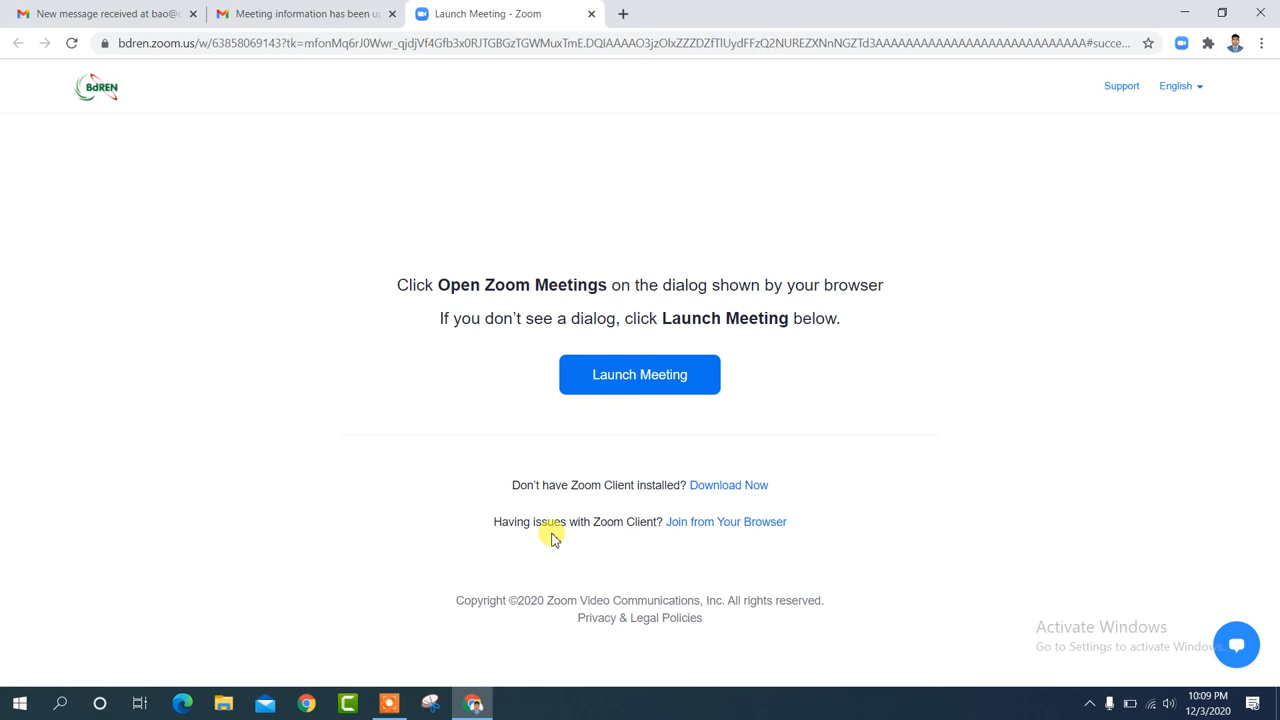 New message received at bao@
Meeting information has been up
Launch Meeting - Zoom
bdren.zoom.us/w/63858069143?tk=mfonMq6rJ0Wwr_qjdjVf4Gfb3x0RJTGBGzTGWMuxTmE.DQIAAAAO3jzOlxZZZDZfTlUydFFzQ2NUREZXNnNGZTd3AAAAAAAAAAAAAAAAAAAAAAAAAAAA#succe...
BdREN
Support
English
Click Open Zoom Meetings on the dialog shown by your browser
If you don't see a dialog, click Launch Meeting below.
Launch Meeting
Don't have Zoom Client installed? Download Now
Having issues with Zoom Client? Join from Your Browser
Copyright ©2020 Zoom Video Communications, Inc. All rights reserved.
Privacy & Legal Policies
Activate Windows
Go to Settings to activate Windows.
10:09 PM
12/3/2020